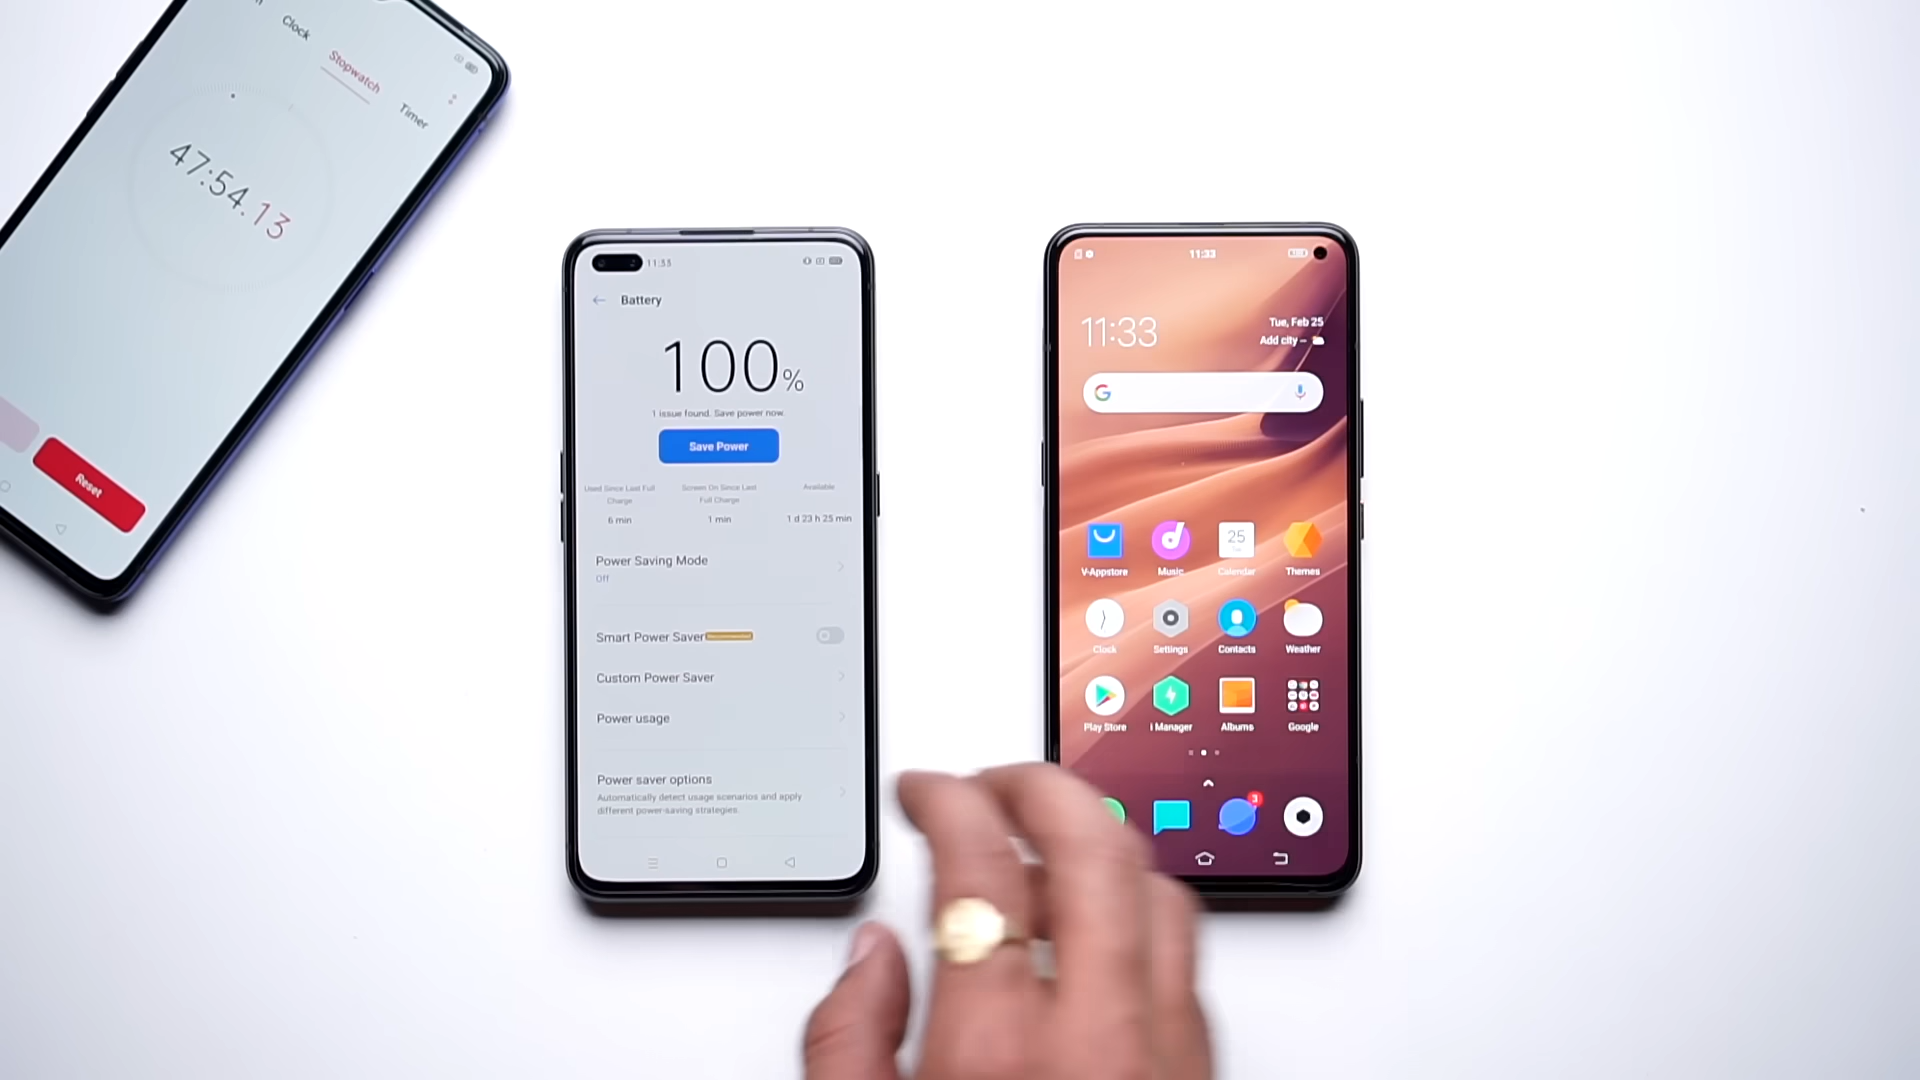 Clock
Stopwatch
Timer
47:54.13
Reset
11:33
Battery
100%
1 issue found. Save power now.
Save Power
Used Since Last Full
Charge
6 min
Screen On Since Last
Full Charge
1 min
Available
1 d 23 h 25 min
Power Saving Mode
Off
Smart Power Saver
Custom Power Saver
Power usage
Power saver options
Automatically detect usage scenarios and apply
different power-saving strategies.
11:33
11:33
Tue, Feb 25
Add city –
25
Tue
V-Appstore
Music
Calendar
Themes
Clock
Settings
Contacts
Weather
Play Store
i Manager
Albums
Google
3